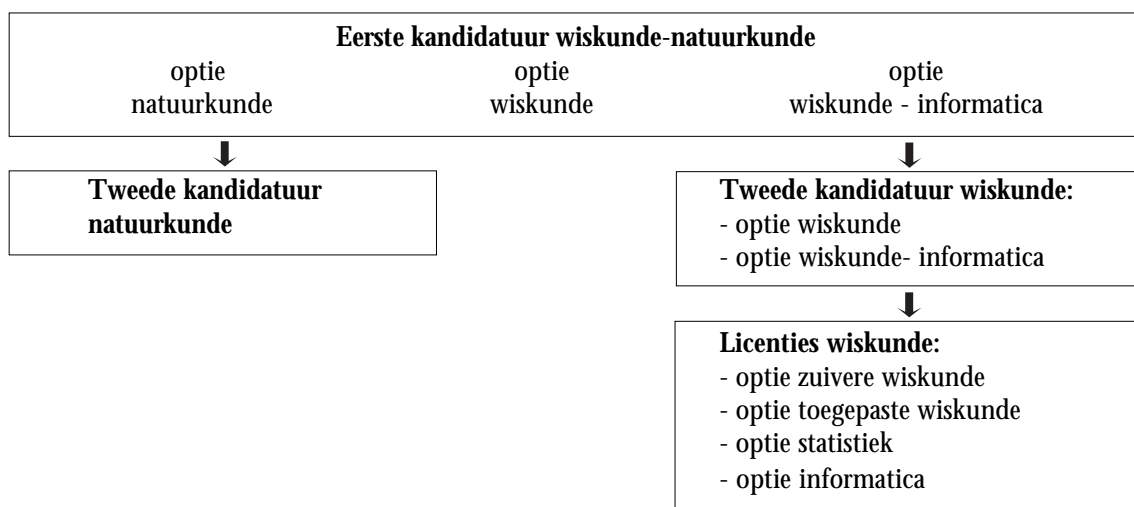 Eerste kandidatuur wiskunde-natuurkunde
optie optie optie
natuurkunde wiskunde wiskunde - informatica
Tweede kandidatuur
natuurkunde
Tweede kandidatuur wiskunde:
- optie wiskunde
- optie wiskunde- informatica
Licenties wiskunde:
- optie zuivere wiskunde
- optie toegepaste wiskunde
- optie statistiek
- optie informatica